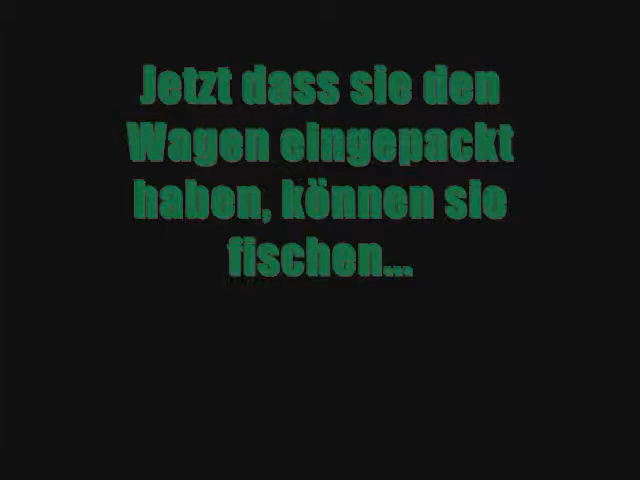 Jetzt dass sie den
Wagen eingepackt
haben, können sie
fischen...